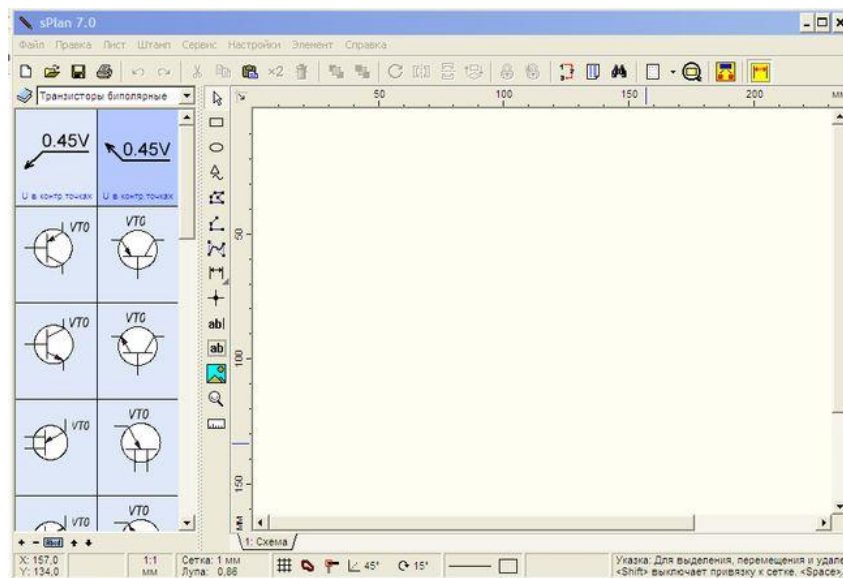 sPlan 7.0
Файл Правка Лист Штамп Сервис Настройки Элемент Справка
×2
Транзисторы биполярные
50 100 150 200 мм
0.45V 0.45V
U в контр.точках U в контр.точках
VT0 VT0
VT0 VT0
VT0 VT0
VT0 VT0
50
100
150
мм
ab|
ab
1: Схема
X: 157,0
Y: 134,0
1:1
мм
Сетка: 1 мм
Лупа: 0,86
45° 15°
Указка: Для выделения, перемещения и удале
<Shift> выключает привязку к сетке. <Space>,